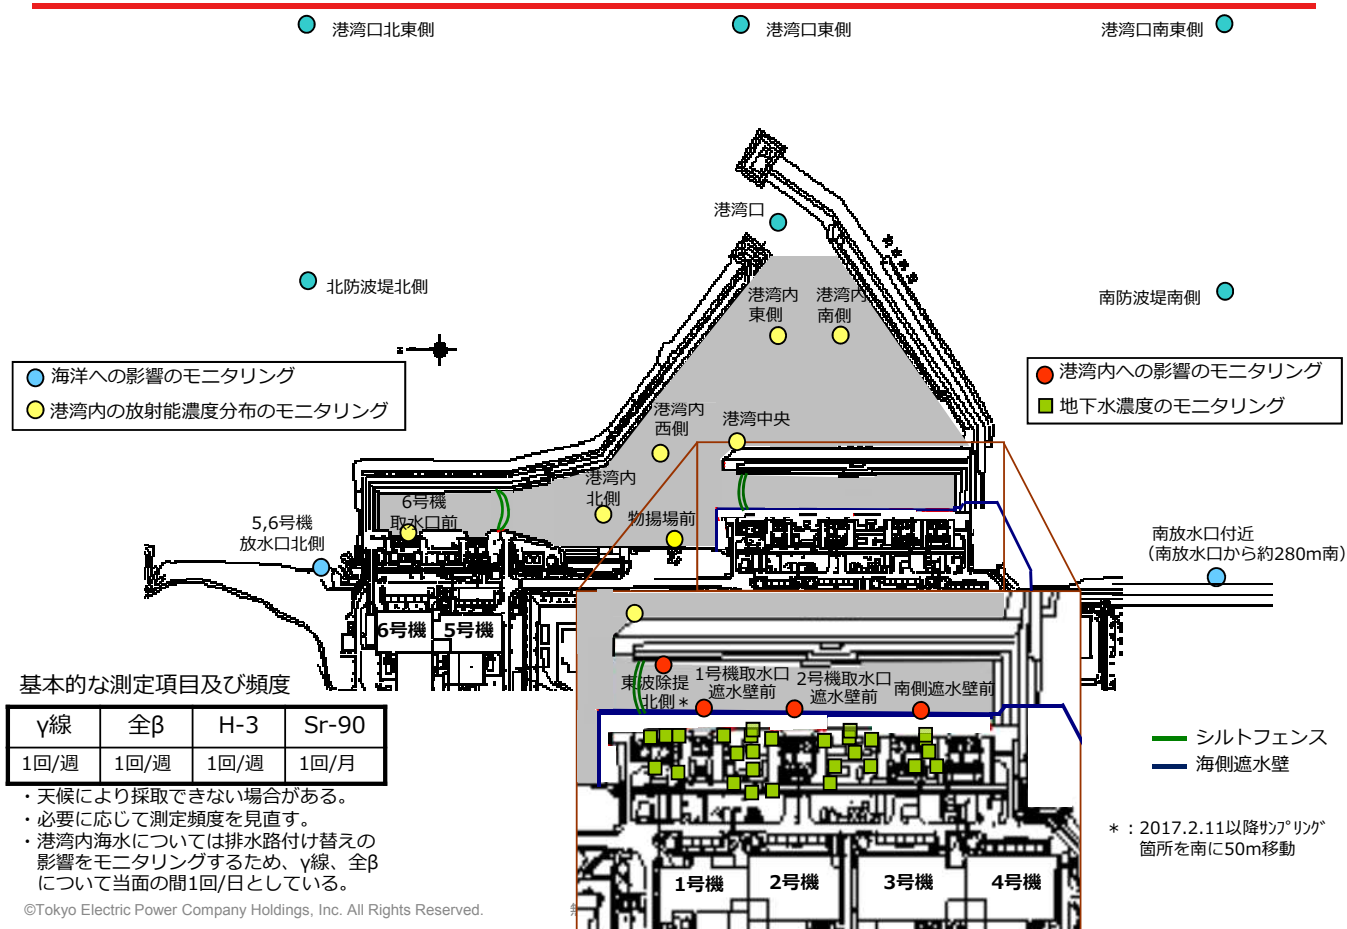 港湾口北東側
港湾口東側
港湾口南東側
港湾口
北防波堤北側
港湾内
東側
港湾内
南側
南防波堤南側
海洋への影響のモニタリング
港湾内の放射能濃度分布のモニタリング
港湾内への影響のモニタリング
地下水濃度のモニタリング
港湾内
西側
港湾中央
港湾内
北側
6号機
取水口前
物揚場前
5,6号機
放水口北側
南放水口付近
（南放水口から約280m南）
6号機
5号機
東波除堤
北側＊
1号機取水口
遮水壁前
2号機取水口
遮水壁前
南側遮水壁前
基本的な測定項目及び頻度
γ線 全β H-3 Sr-90
1回/週 1回/週 1回/週 1回/月
・天候により採取できない場合がある。
・必要に応じて測定頻度を見直す。
・港湾内海水については排水路付け替えの
影響をモニタリングするため、γ線、全β
について当面の間1回/日としている。
シルトフェンス
海側遮水壁
＊：2017.2.11以降ｻﾝﾌﾟﾘﾝｸﾞ
箇所を南に50m移動
1号機
2号機
3号機
4号機
©Tokyo Electric Power Company Holdings, Inc. All Rights Reserved.